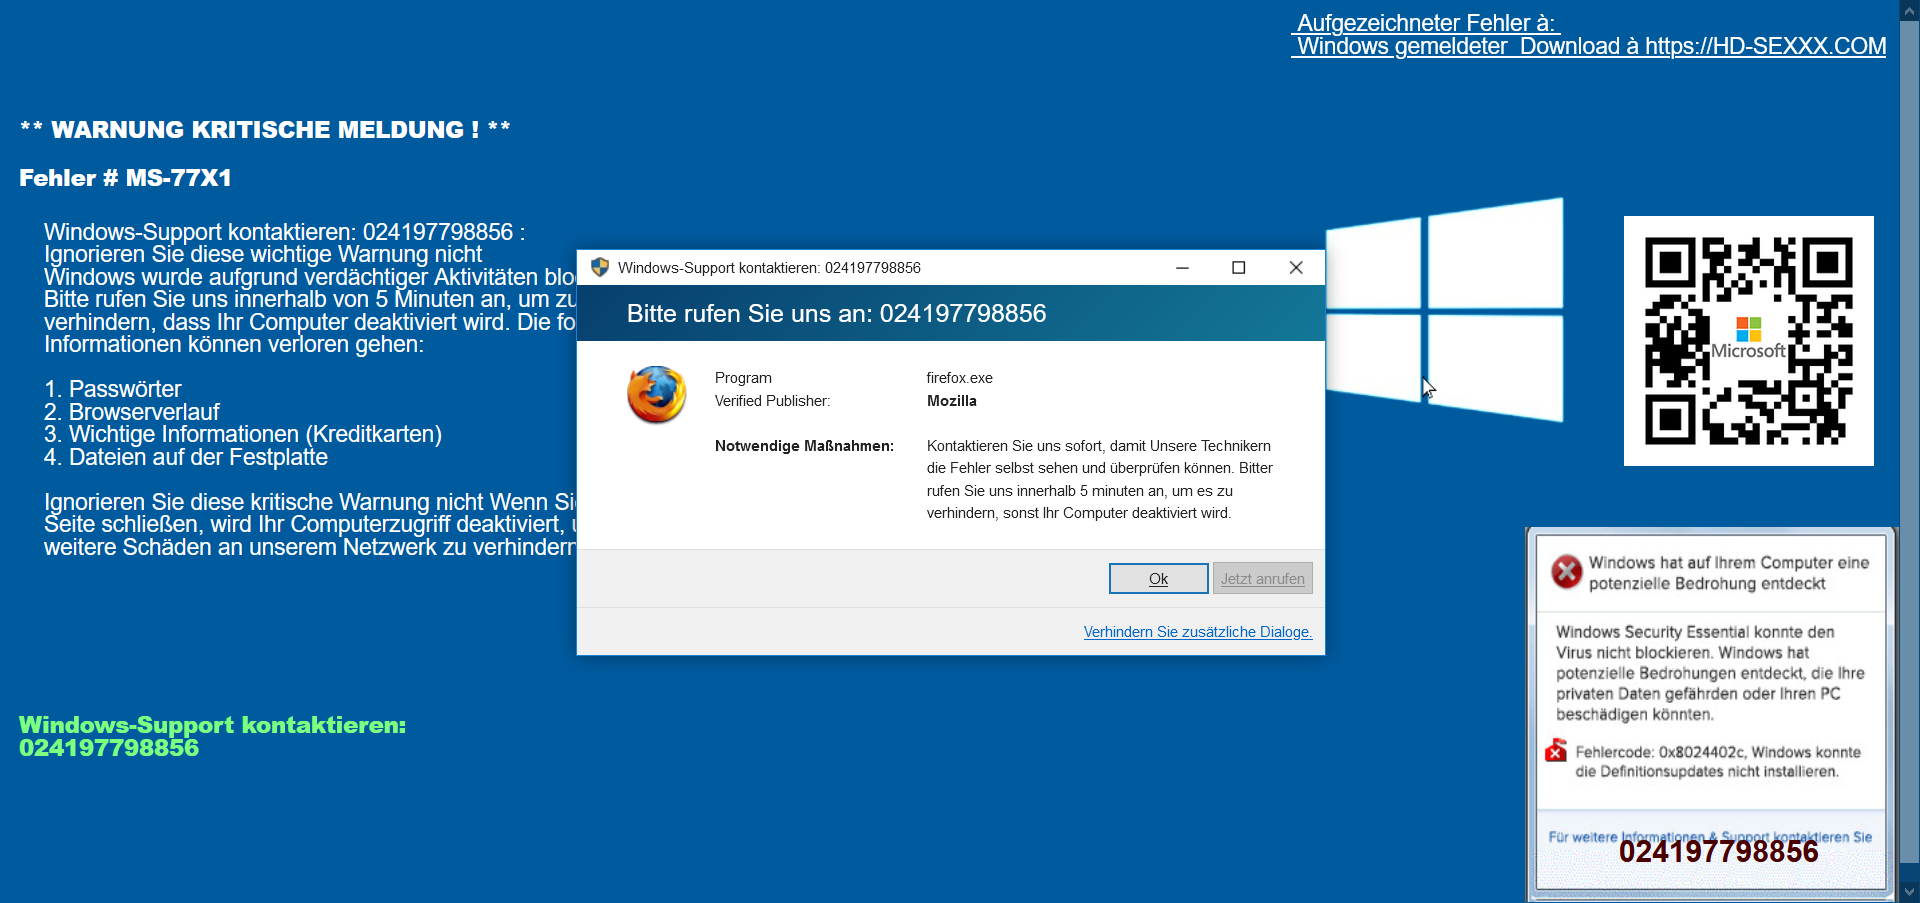 Aufgezeichneter Fehler à:
Windows gemeldeter  Download à https://HD-SEXXX.COM
** WARNUNG KRITISCHE MELDUNG ! **
Fehler # MS-77X1
Windows-Support kontaktieren: 024197798856 :
Ignorieren Sie diese wichtige Warnung nicht
Windows wurde aufgrund verdächtiger Aktivitäten
Bitte rufen Sie uns innerhalb von 5 Minuten an, um zu
verhindern, dass Ihr Computer deaktiviert wird. Die
Informationen können verloren gehen:
1. Passwörter
2. Browserverlauf
3. Wichtige Informationen (Kreditkarten)
4. Dateien auf der Festplatte
Ignorieren Sie diese kritische Warnung nicht Wenn
Seite schließen, wird Ihr Computerzugriff deaktiviert,
weitere Schäden an unserem Netzwerk zu verhindern
Windows-Support kontaktieren:
024197798856
Windows-Support kontaktieren: 024197798856
Bitte rufen Sie uns an: 024197798856
Program firefox.exe
Verified Publisher: Mozilla
Notwendige Maßnahmen: Kontaktieren Sie uns sofort, damit Unsere Technikern
die Fehler selbst sehen und überprüfen können. Bitter
rufen Sie uns innerhalb 5 minuten an, um es zu
verhindern, sonst Ihr Computer deaktiviert wird.
Ok Jetzt anrufen
Verhindern Sie zusätzliche Dialoge.
Microsoft
Windows hat auf Ihrem Computer eine
potenzielle Bedrohung entdeckt
Windows Security Essential konnte den
Virus nicht blockieren. Windows hat
potenzielle Bedrohungen entdeckt, die Ihre
privaten Daten gefährden oder Ihren PC
beschädigen könnten.
Fehlercode: 0x8024402c, Windows konnte
die Definitionsupdates nicht installieren.
Für weitere Informationen & Support kontaktieren Sie
024197798856